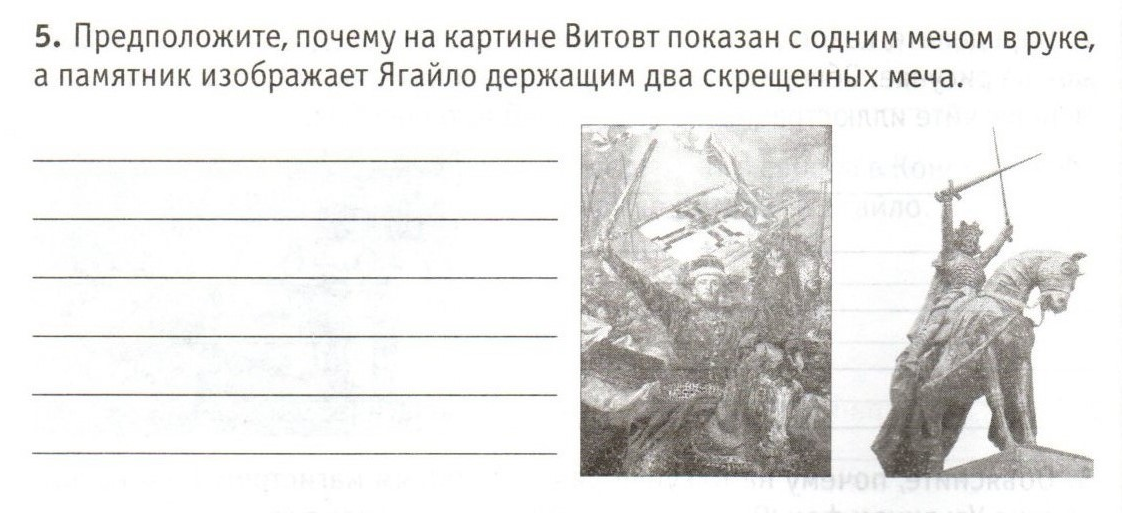 5. Предположите, почему на картине Витовт показан с одним мечом в руке,
а памятник изображает Ягайло держащим два скрещенных меча.